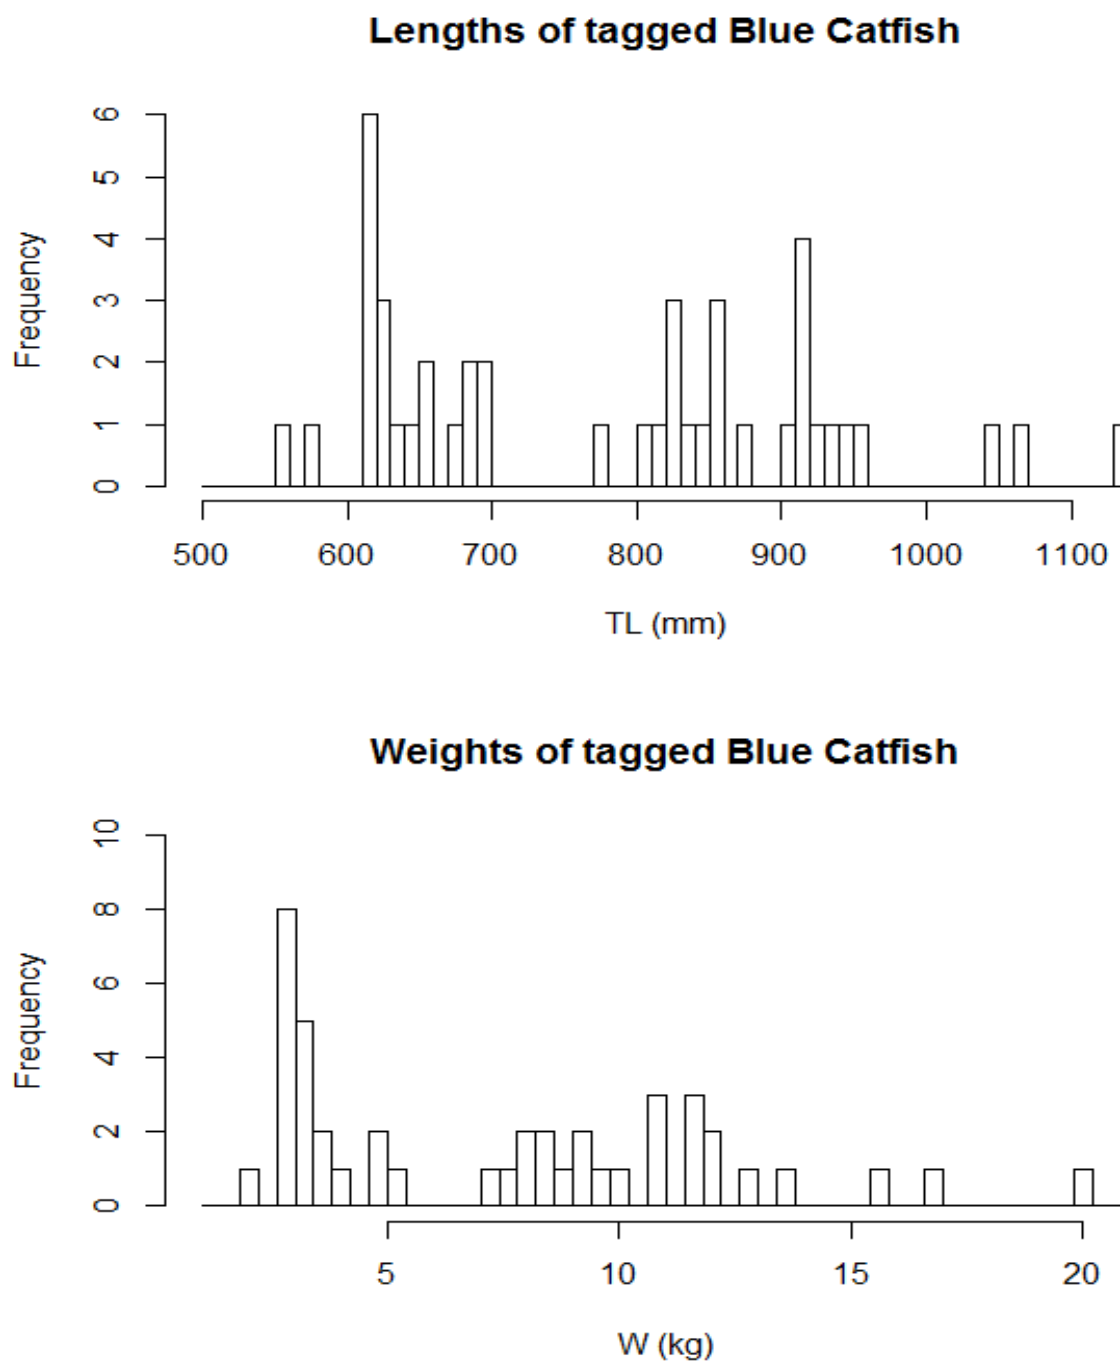 Lengths of tagged Blue Catfish
6
5
4
3
2
1
0
Frequency
500 600 700 800 900 1000 1100
TL (mm)
Weights of tagged Blue Catfish
10
8
6
4
2
0
Frequency
5 10 15 20
W (kg)